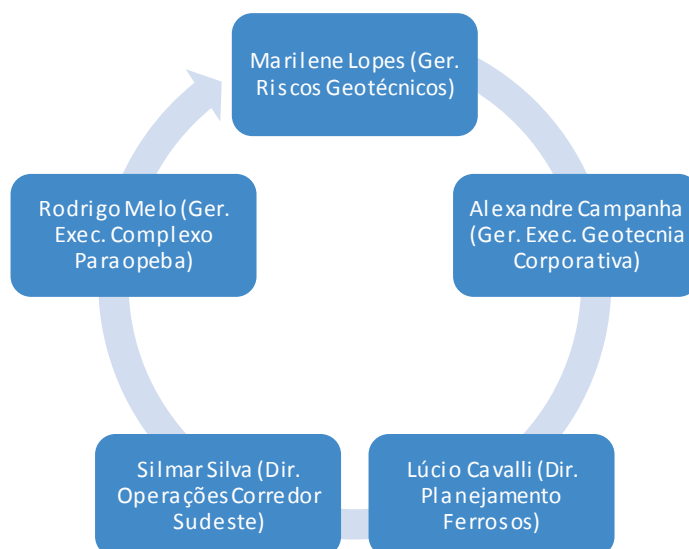 Marilene Lopes (Ger.
Riscos Geotécnicos)
Alexandre Campanha
(Ger. Exec. Geotecnia
Corporativa)
Lúcio Cavalli (Dir.
Planejamento
Ferrosos)
Silmar Silva (Dir.
Operações Corredor
Sudeste)
Rodrigo Melo (Ger.
Exec. Complexo
Paraopeba)